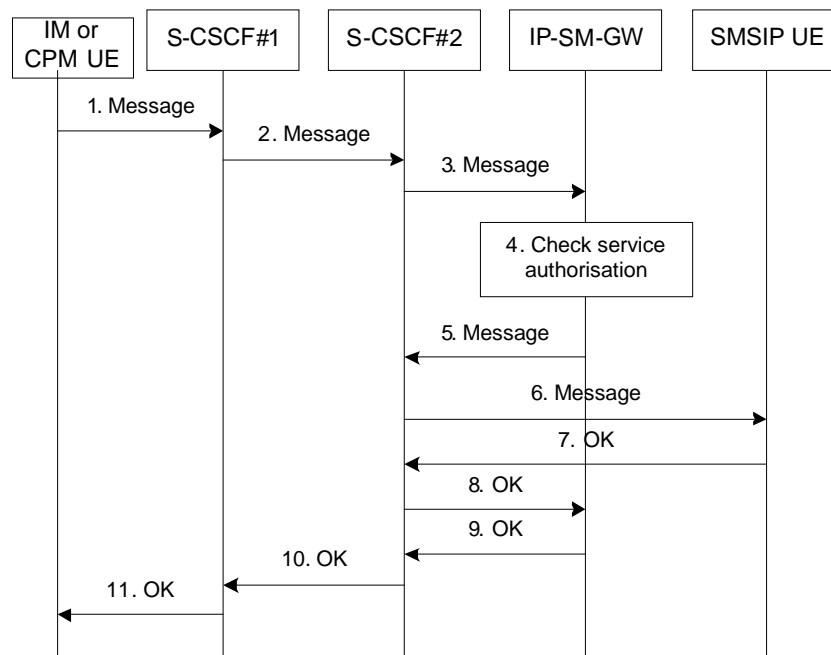 IM or
CPM UE
S-CSCF#1
S-CSCF#2
IP-SM-GW
SMSIP UE
1. Message
2. Message
3. Message
4. Check service
authorisation
5. Message
6. Message
7. OK
8. OK
9. OK
10. OK
11. OK